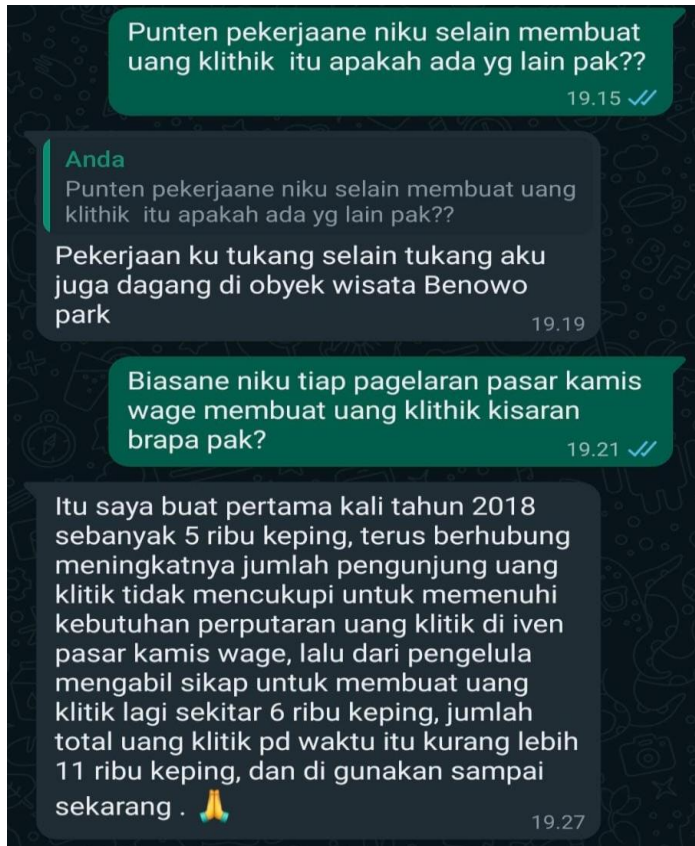 Punten pekerjaane niku selain membuat
uang klithik  itu apakah ada yg lain pak??
19.15
Anda
Punten pekerjaane niku selain membuat uang
klithik  itu apakah ada yg lain pak??
Pekerjaan ku tukang selain tukang aku
juga dagang di obyek wisata Benowo
park
19.19
Biasane niku tiap pagelaran pasar kamis
wage membuat uang klithik kisaran
brapa pak?
19.21
Itu saya buat pertama kali tahun 2018
sebanyak 5 ribu keping, terus berhubung
meningkatnya jumlah pengunjung uang
klitik tidak mencukupi untuk memenuhi
kebutuhan perputaran uang klitik di iven
pasar kamis wage, lalu dari pengelula
mengabil sikap untuk membuat uang
klitik lagi sekitar 6 ribu keping, jumlah
total uang klitik pd waktu itu kurang lebih
11 ribu keping, dan di gunakan sampai
sekarang . 🙏
19.27